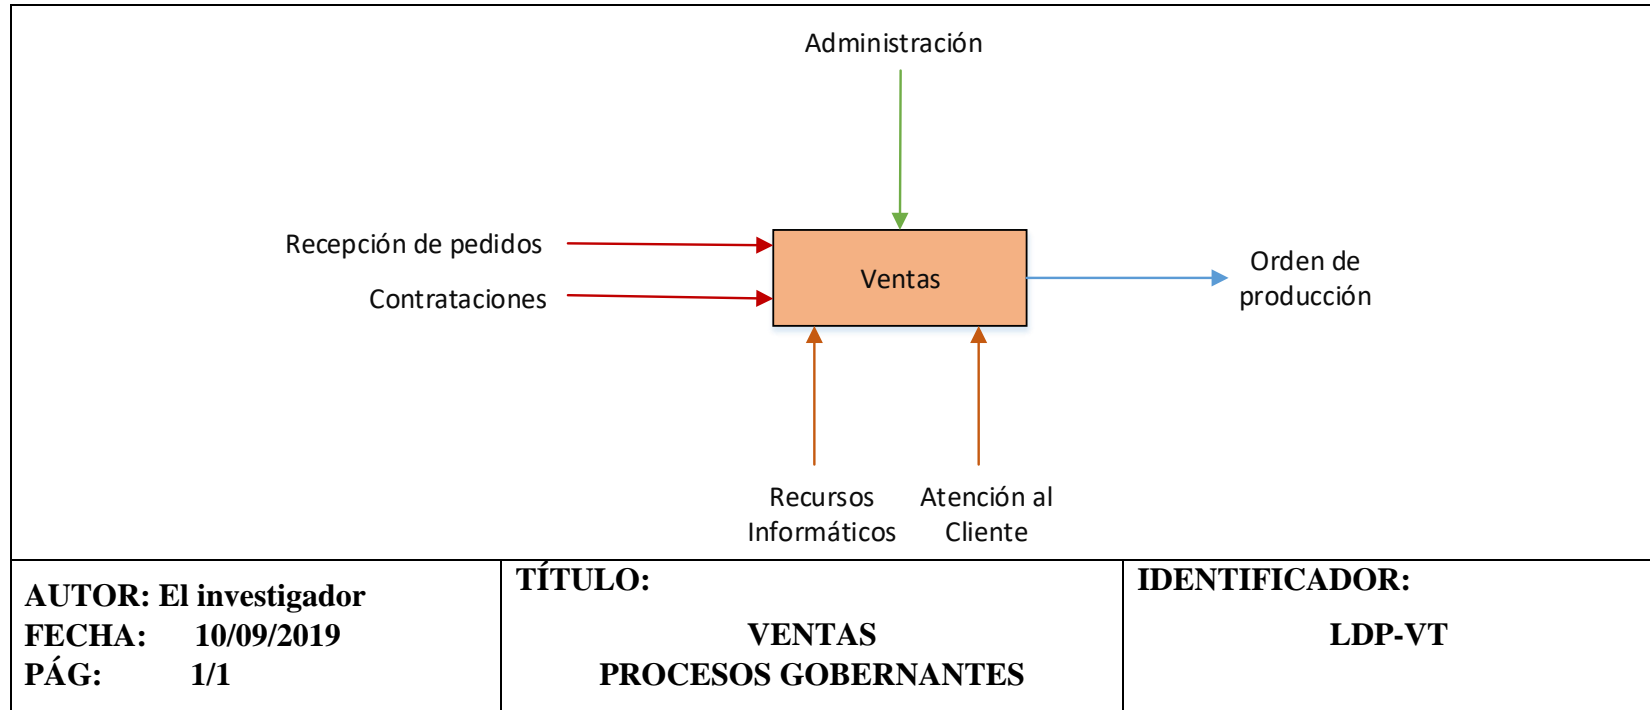 Administración
Recepción de pedidos
Contrataciones
Ventas
Orden de
producción
Recursos
Informáticos
Atención al
Cliente
AUTOR: El investigador
FECHA: 10/09/2019
PÁG: 1/1
TÍTULO:
VENTAS
PROCESOS GOBERNANTES
IDENTIFICADOR:
LDP-VT